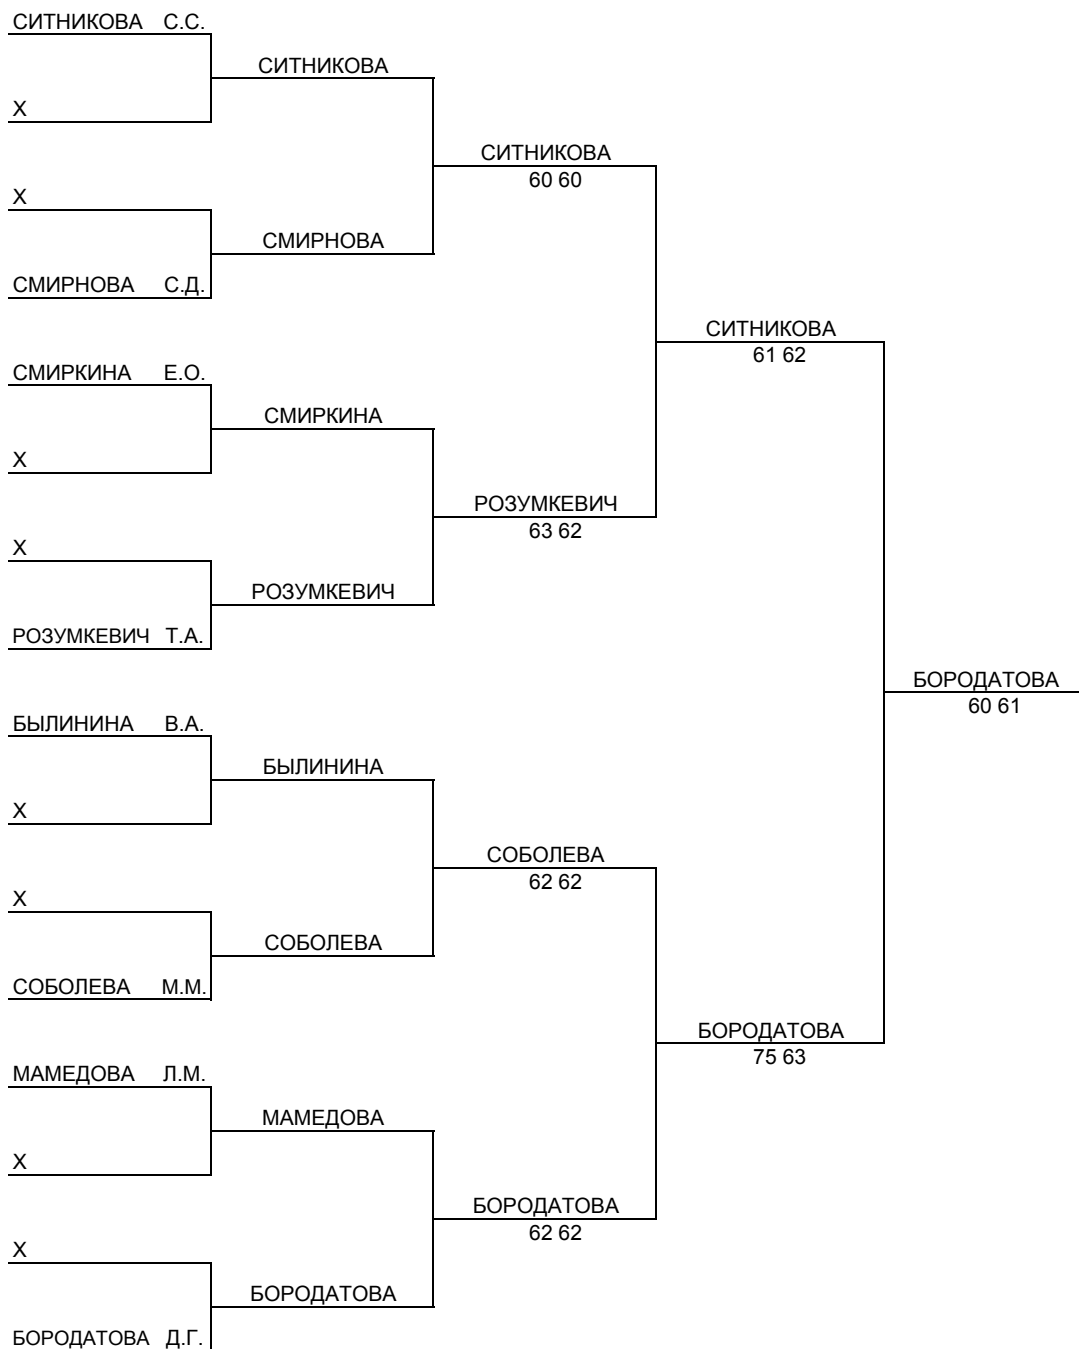 СИТНИКОВА С.С.
СИТНИКОВА
X
СИТНИКОВА
60 60
X
СМИРНОВА
СМИРНОВА С.Д.
СИТНИКОВА
61 62
СМИРКИНА Е.О.
СМИРКИНА
X
РОЗУМКЕВИЧ
63 62
X
РОЗУМКЕВИЧ
РОЗУМКЕВИЧ Т.А.
БОРОДАТОВА
60 61
БЫЛИНИНА В.А.
БЫЛИНИНА
X
СОБОЛЕВА
62 62
X
СОБОЛЕВА
СОБОЛЕВА М.М.
БОРОДАТОВА
75 63
МАМЕДОВА Л.М.
МАМЕДОВА
X
БОРОДАТОВА
62 62
X
БОРОДАТОВА
БОРОДАТОВА Д.Г.